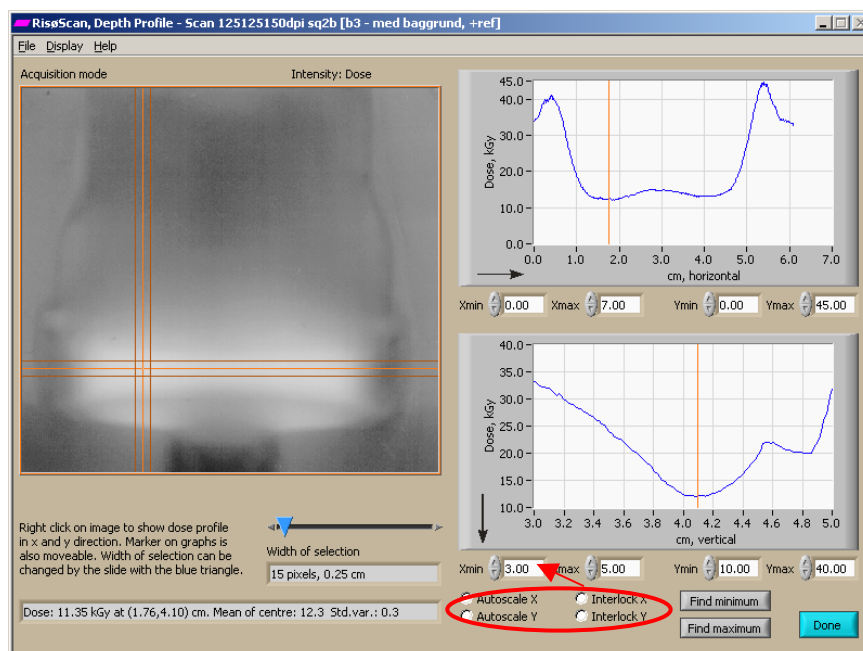 RisøScan, Depth Profile - Scan 125125150dpi sq2b [b3 - med baggrund, +ref]
File Display Help
Acquisition mode
Intensity: Dose
45.0
40.0
30.0
20.0
10.0
0.0
Dose, kGy
0.0 1.0 2.0 3.0 4.0 5.0 6.0 7.0
cm, horizontal
Xmin 0.00 Xmax 7.00 Ymin 0.00 Ymax 45.00
40.0
35.0
30.0
25.0
20.0
15.0
10.0
Dose, kGy
3.0 3.2 3.4 3.6 3.8 4.0 4.2 4.4 4.6 4.8 5.0
cm, vertical
Xmin 3.00 Xmax 5.00 Ymin 10.00 Ymax 40.00
Right click on image to show dose profile
in x and y direction. Marker on graphs is
also moveable. Width of selection can be
changed by the slide with the blue triangle.
Width of selection
15 pixels, 0.25 cm
Dose: 11.35 kGy at (1.76,4.10) cm. Mean of centre: 12.3 Std.var.: 0.3
Autoscale X Interlock X
Autoscale Y Interlock Y
Find minimum
Find maximum
Done